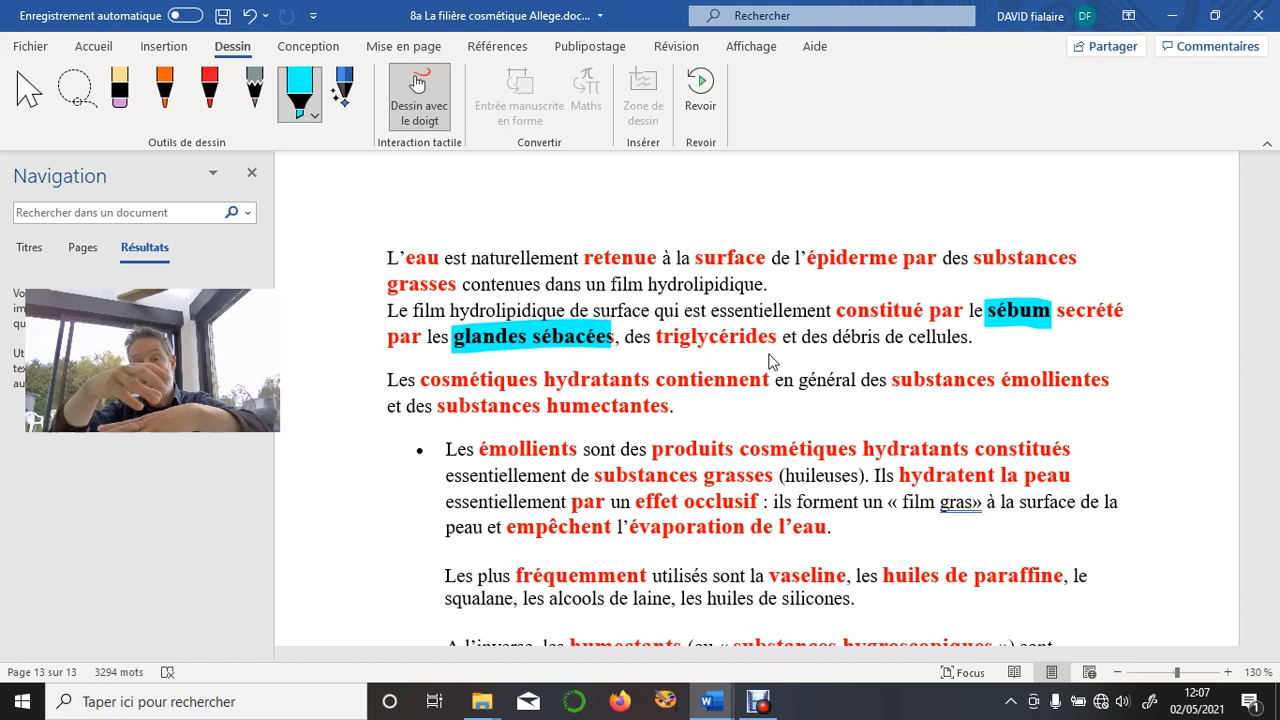 Enregistrement automatique
8a La filière cosmétique Allege.doc...
Rechercher
DAVID fialaire
DF
Fichier
Accueil
Insertion
Dessin
Conception
Mise en page
Références
Publipostage
Révision
Affichage
Aide
Partager
Commentaires
Dessin avec
le doigt
Entrée manuscrite
en forme
Maths
Zone de
dessin
Revoir
Outils de dessin
Interaction tactile
Convertir
Insérer
Revoir
Navigation
Rechercher dans un document
Titres
Pages
Résultats
L’eau est naturellement retenue à la surface de l’épiderme par des substances
grasses contenues dans un film hydrolipidique.
Le film hydrolipidique de surface qui est essentiellement constitué par le sébum secrété
par les glandes sébacées, des triglycérides et des débris de cellules.
Les cosmétiques hydratants contiennent en général des substances émollientes
et des substances humectantes.
• Les émollients sont des produits cosmétiques hydratants constitués
essentiellement de substances grasses (huileuses). Ils hydratent la peau
essentiellement par un effet occlusif : ils forment un « film gras» à la surface de la
peau et empêchent l’évaporation de l’eau.
Les plus fréquemment utilisés sont la vaseline, les huiles de paraffine, le
squalane, les alcools de laine, les huiles de silicones.
A l’inverse, les humectants (ou « substances hygroscopiques ») sont
Page 13 sur 13
3294 mots
Focus
130 %
Taper ici pour rechercher
12:07
02/05/2021
1